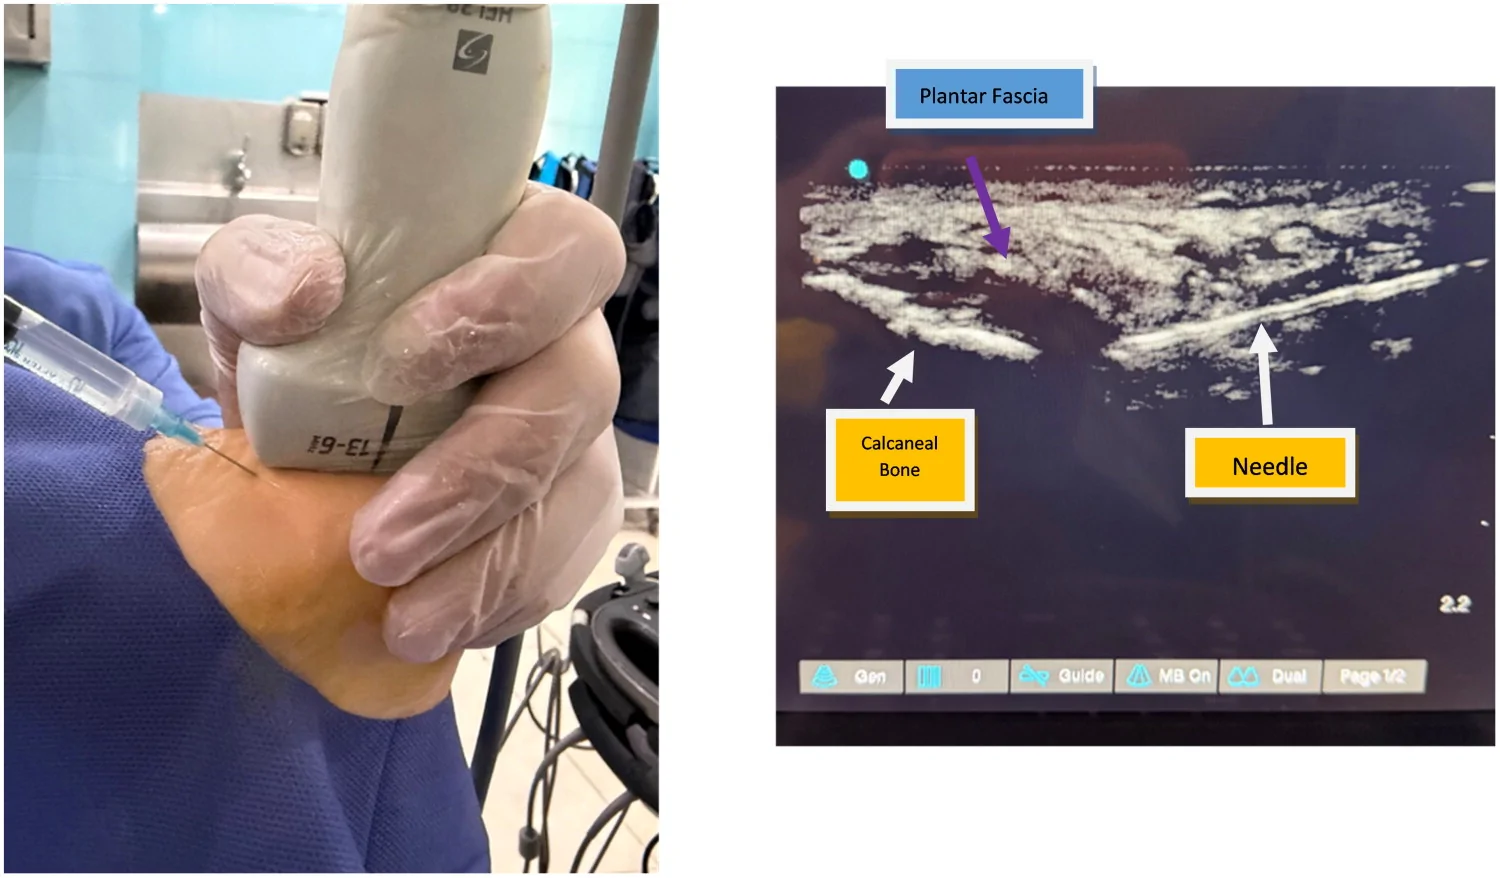 13-6
Plantar Fascia
Calcaneal
Bone
Needle
2.2
Gen
0
Guide
MB On
Dual
Page 1/2